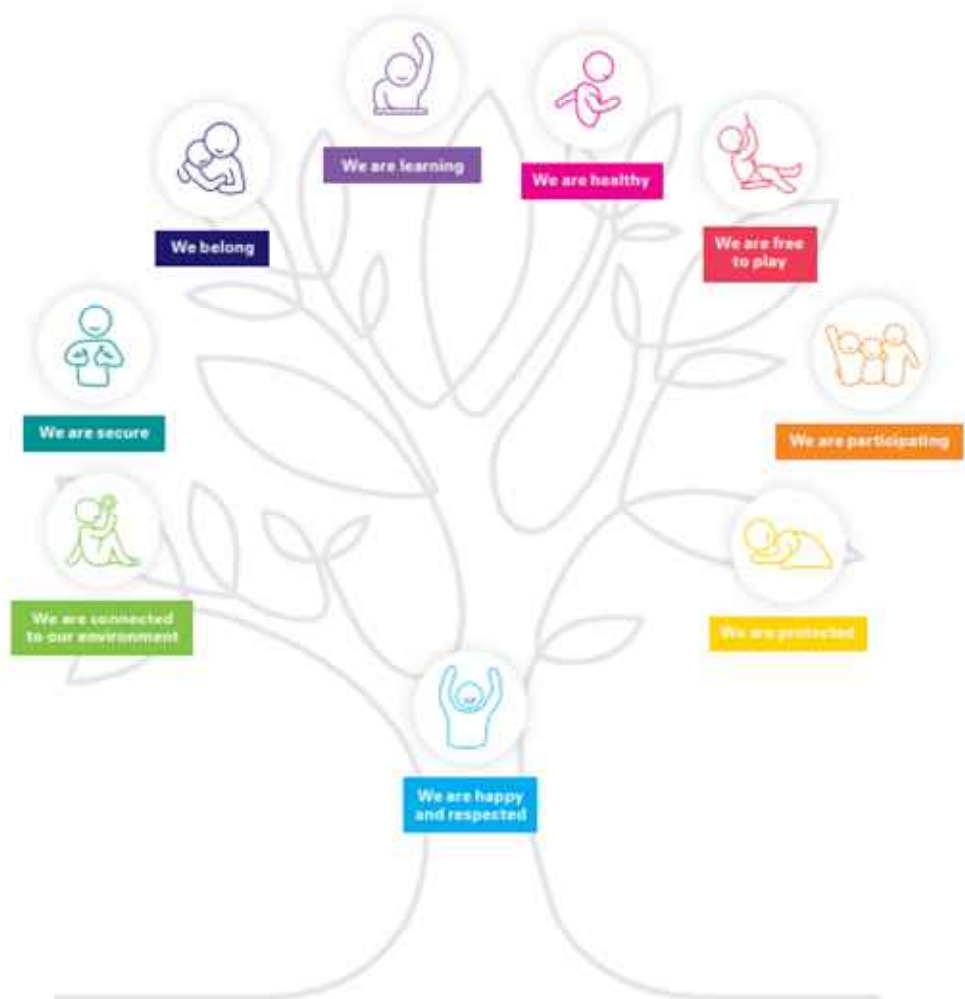 We are learning
We are healthy
We belong
We are free
to play
We are secure
We are participating
We are connected
to our environment
We are protected
We are happy
and respected